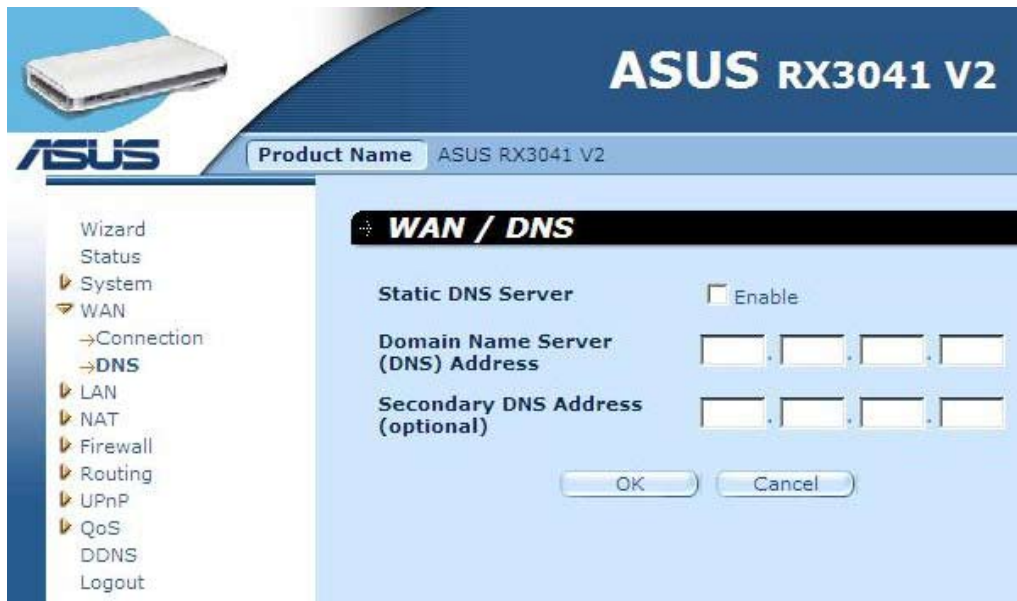 ASUS RX3041 V2
ASUS
Product Name ASUS RX3041 V2
Wizard
Status
System
WAN
Connection
DNS
LAN
NAT
Firewall
Routing
UPnP
QoS
DDNS
Logout
WAN / DNS
Static DNS Server Enable
Domain Name Server
(DNS) Address
Secondary DNS Address
(optional)
OK Cancel